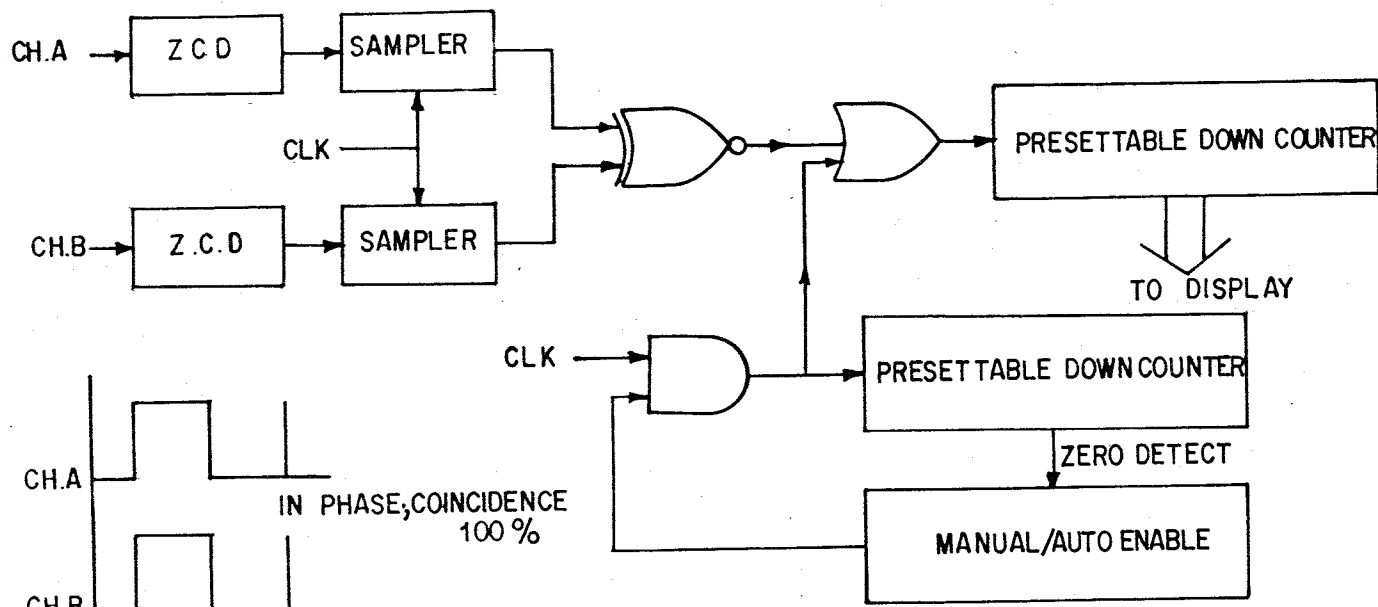 CH.A
Z C D
SAMPLER
CLK
PRESETTABLE DOWN COUNTER
CH.B
Z.C.D
SAMPLER
TO DISPLAY
CLK
PRESETTABLE DOWN COUNTER
ZERO DETECT
MANUAL/AUTO ENABLE
CH.A
IN PHASE, COINCIDENCE
100%
CH.B